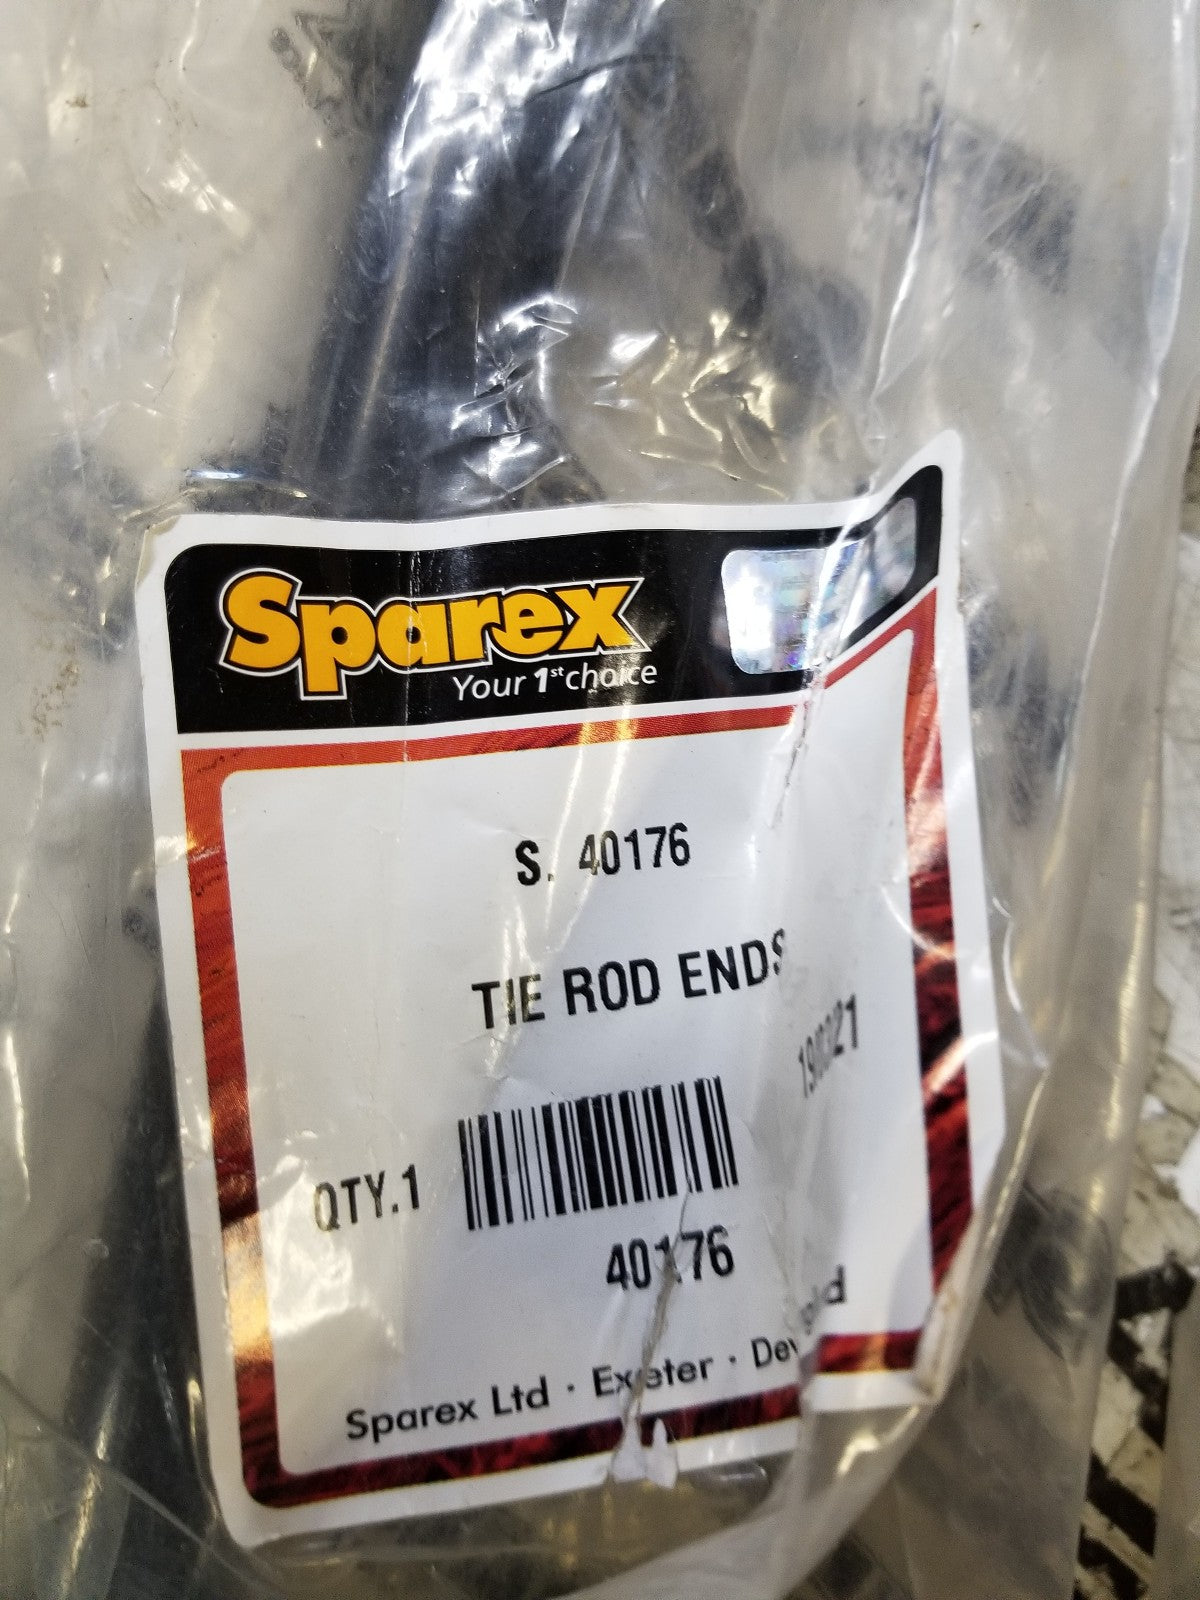 Sparex
Your 1st choice
S. 40176
TIE ROD ENDS
QTY.1
40176
Sparex Ltd · Exeter ·